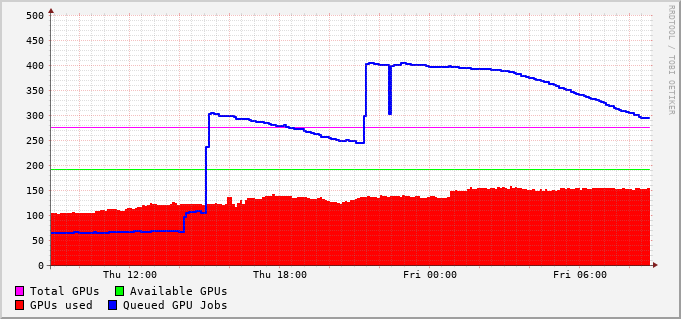 500
450
400
350
300
250
200
150
100
50
0
Thu 12:00 Thu 18:00 Fri 00:00 Fri 06:00
Total GPUs Available GPUs
GPUs used Queued GPU Jobs
RRDTOOL / TOBI OETIKER